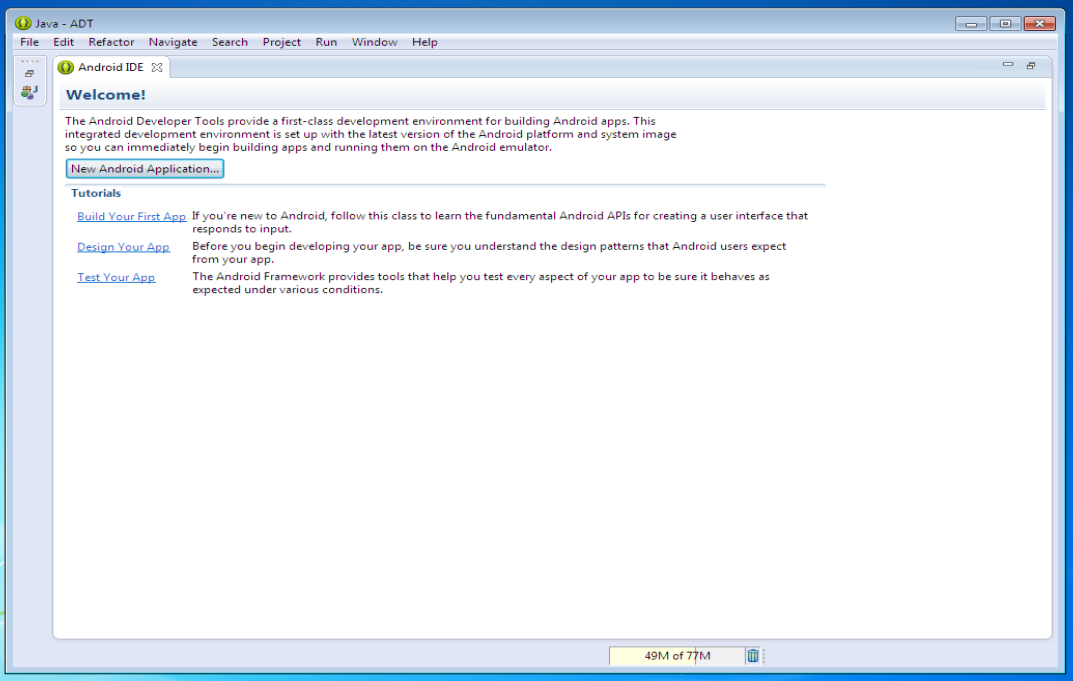 Java - ADT
File Edit Refactor Navigate Search Project Run Window Help
Android IDE
Welcome!
The Android Developer Tools provide a first-class development environment for building Android apps. This
integrated development environment is set up with the latest version of the Android platform and system image
so you can immediately begin building apps and running them on the Android emulator.
New Android Application...
Tutorials
Build Your First App If you're new to Android, follow this class to learn the fundamental Android APIs for creating a user interface that
responds to input.
Design Your App Before you begin developing your app, be sure you understand the design patterns that Android users expect
from your app.
Test Your App The Android Framework provides tools that help you test every aspect of your app to be sure it behaves as
expected under various conditions.
49M of 77M